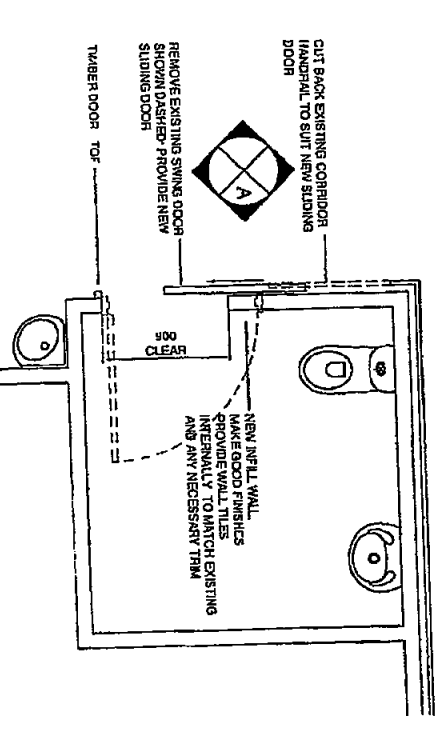 CUT BACK EXISTING CORRIDOR
HANDRAIL TO SUIT NEW SLIDING
DOOR
A
REMOVE EXISTING SWING DOOR
SHOWN DASHED. PROVIDE NEW
SLIDING DOOR
TIMBER DOOR TOF
900
CLEAR
NEW INFILL WALL
MAKE GOOD FINISHES
PROVIDE WALL TILES
INTERNALLY TO MATCH EXISTING
AND ANY NECESSARY TRIM